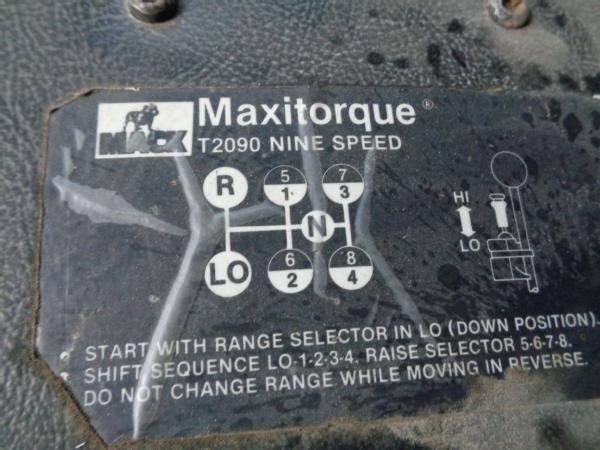 MACK
Maxitorque®
T2090 NINE SPEED
R 5 1 7 3
N
LO 6 2 8 4
HI
LO
START WITH RANGE SELECTOR IN LO (DOWN POSITION).
SHIFT SEQUENCE LO-1-2-3-4. RAISE SELECTOR 5-6-7-8.
DO NOT CHANGE RANGE WHILE MOVING IN REVERSE.